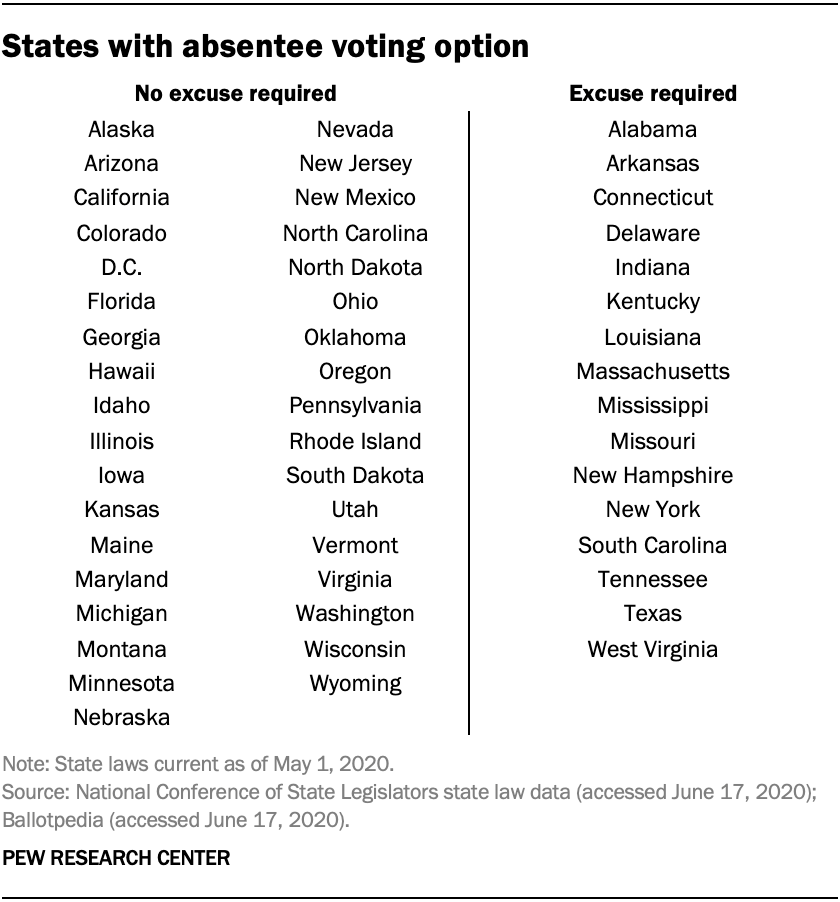 States with absentee voting option
No excuse required
Excuse required
Alaska
Nevada
Alabama
Arizona
New Jersey
Arkansas
California
New Mexico
Connecticut
Colorado
North Carolina
Delaware
D.C.
North Dakota
Indiana
Florida
Ohio
Kentucky
Georgia
Oklahoma
Louisiana
Hawaii
Oregon
Massachusetts
Idaho
Pennsylvania
Mississippi
Illinois
Rhode Island
Missouri
Iowa
South Dakota
New Hampshire
Kansas
Utah
New York
Maine
Vermont
South Carolina
Maryland
Virginia
Tennessee
Michigan
Washington
Texas
Montana
Wisconsin
West Virginia
Minnesota
Wyoming
Nebraska
Note: State laws current as of May 1, 2020.
Source: National Conference of State Legislators state law data (accessed June 17, 2020);
Ballotpedia (accessed June 17, 2020).
PEW RESEARCH CENTER